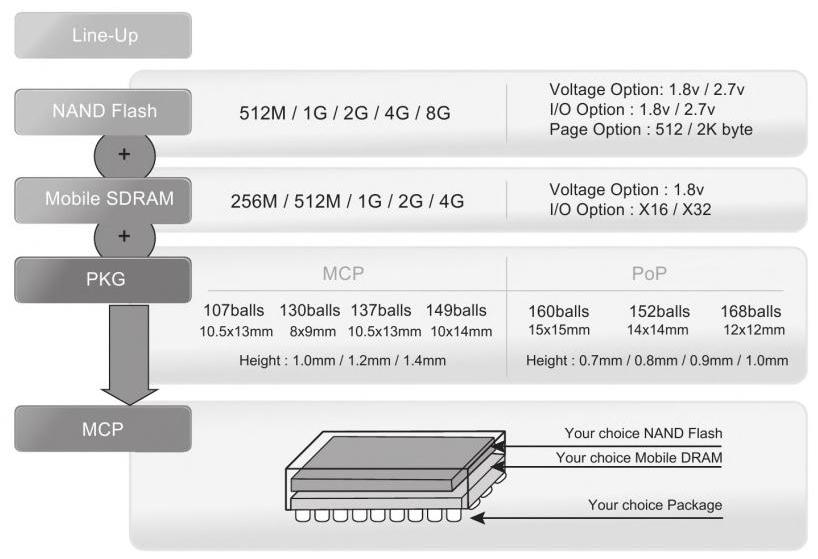 Line-Up
NAND Flash
512M / 1G / 2G / 4G / 8G
Voltage Option: 1.8v / 2.7v
I/O Option : 1.8v / 2.7v
Page Option : 512 / 2K byte
+
Mobile SDRAM
256M / 512M / 1G / 2G / 4G
Voltage Option : 1.8v
I/O Option : X16 / X32
+
PKG
MCP
107balls 130balls 137balls 149balls
10.5x13mm 8x9mm 10.5x13mm 10x14mm
Height : 1.0mm / 1.2mm / 1.4mm
PoP
160balls 152balls 168balls
15x15mm 14x14mm 12x12mm
Height : 0.7mm / 0.8mm / 0.9mm / 1.0mm
MCP
Your choice NAND Flash
Your choice Mobile DRAM
Your choice Package